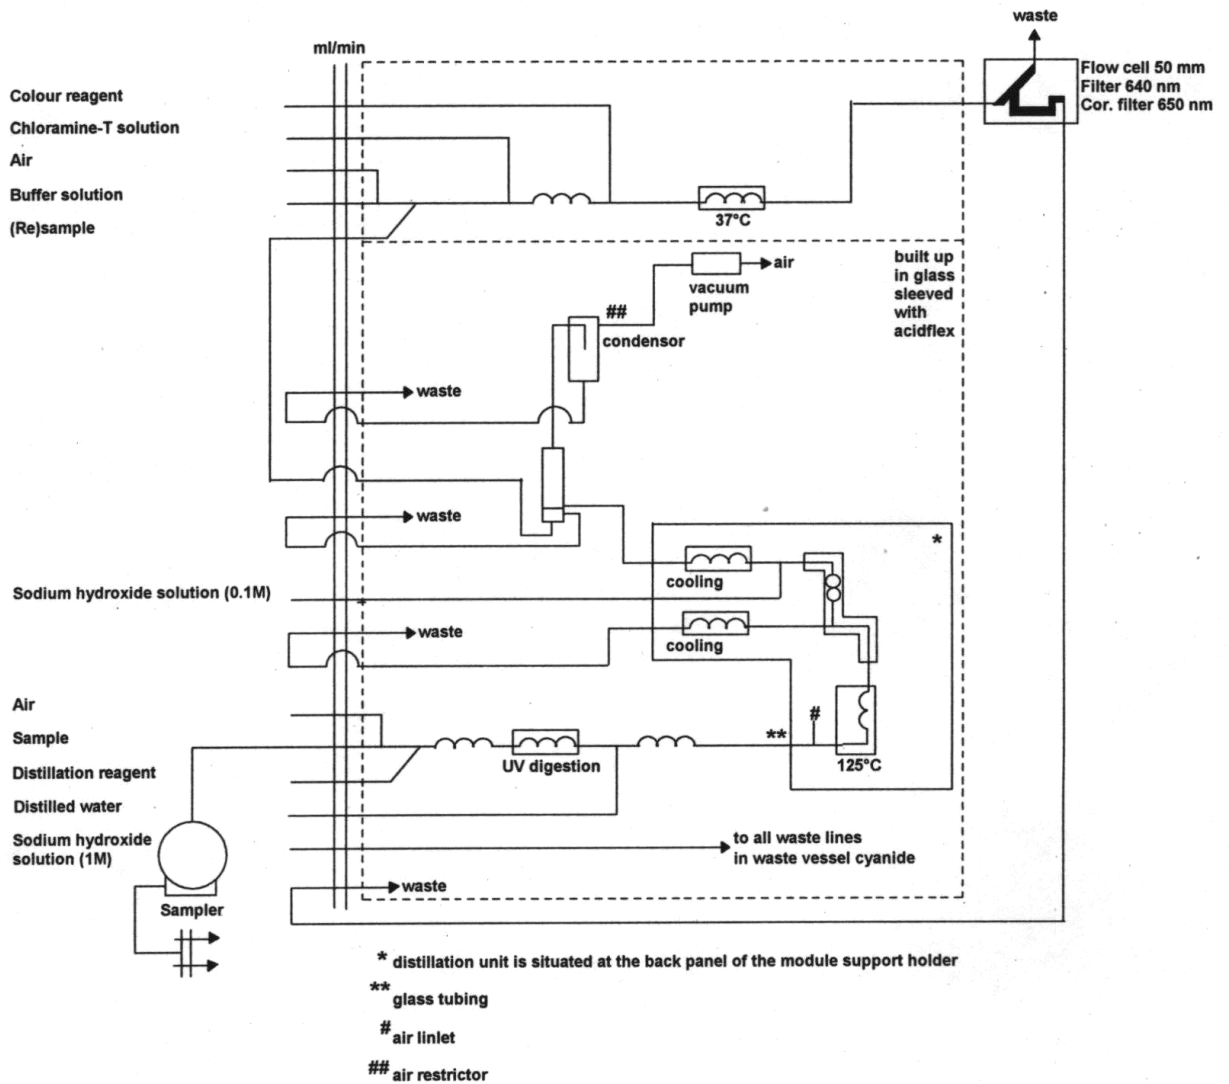 waste
ml/min
Flow cell 50 mm
Filter 640 nm
Cor. filter 650 nm
Colour reagent
Chloramine-T solution
Air
Buffer solution
(Re)sample
37°C
built up
in glass
sleeved
with
acidflex
air
vacuum
pump
##
condensor
waste
waste
*
cooling
Sodium hydroxide solution (0.1M)
waste
cooling
Air
#
Sample
**
UV digestion
125°C
Distillation reagent
Distilled water
Sodium hydroxide
solution (1M)
to all waste lines
in waste vessel cyanide
waste
Sampler
* distillation unit is situated at the back panel of the module support holder
** glass tubing
# air linlet
## air restrictor